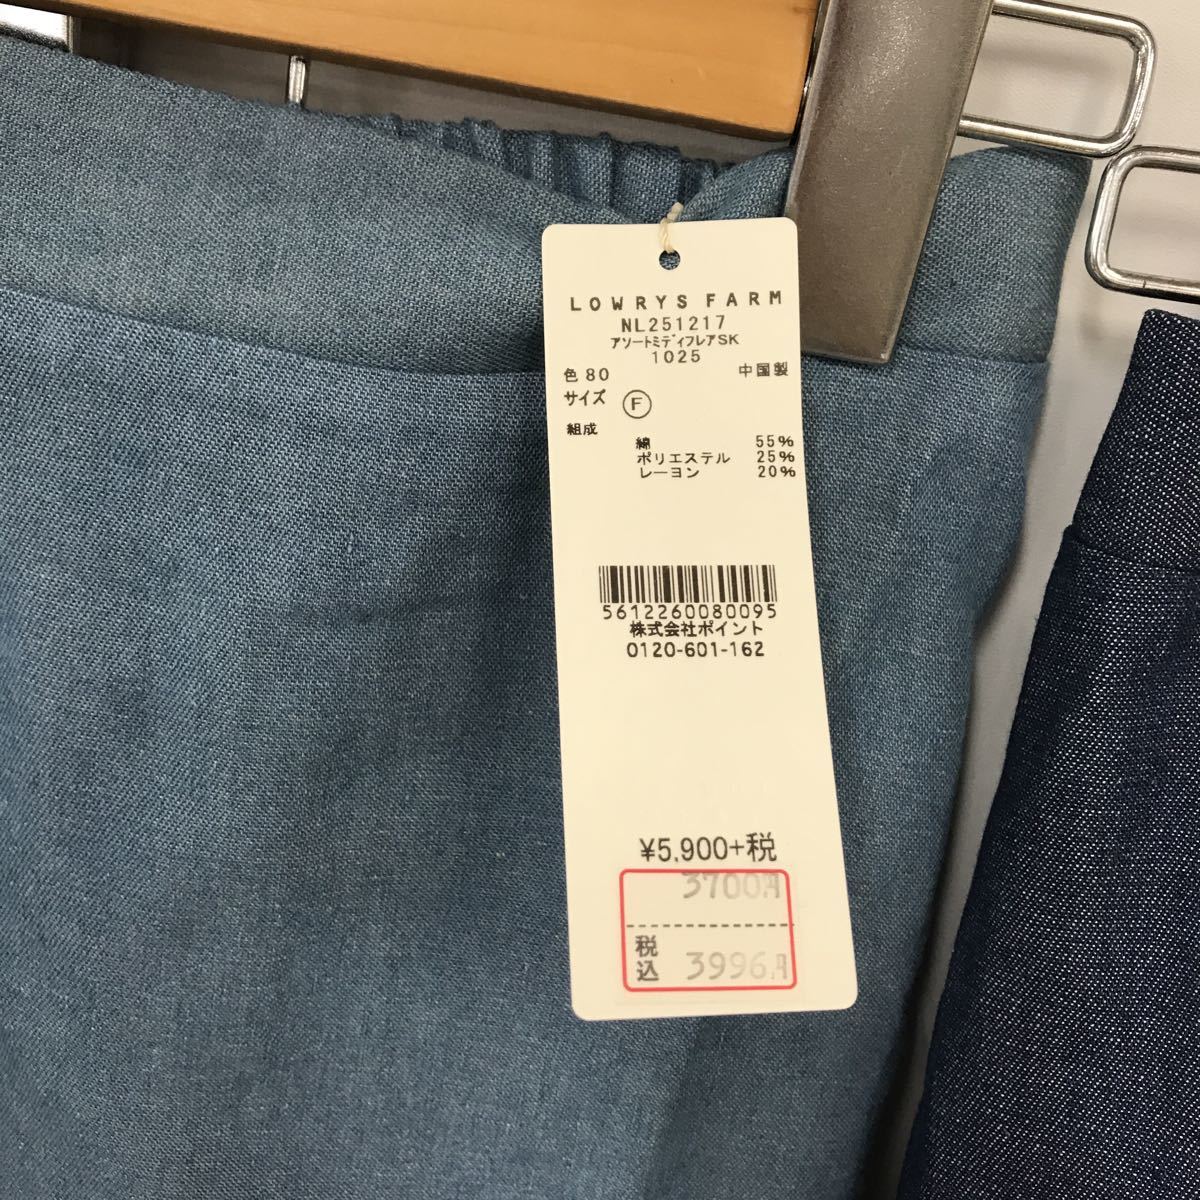 LOWRYS FARM
NL251217
ｱｿｰﾄﾐﾃﾞｨﾌﾚｱSK
1025
色80 中国製
サイズ Ⓕ
組成
綿 55%
ポリエステル 25%
レーヨン 20%
5612260080095
株式会社ポイント
0120-601-162
¥5,900+税
3700円
税込 3996円